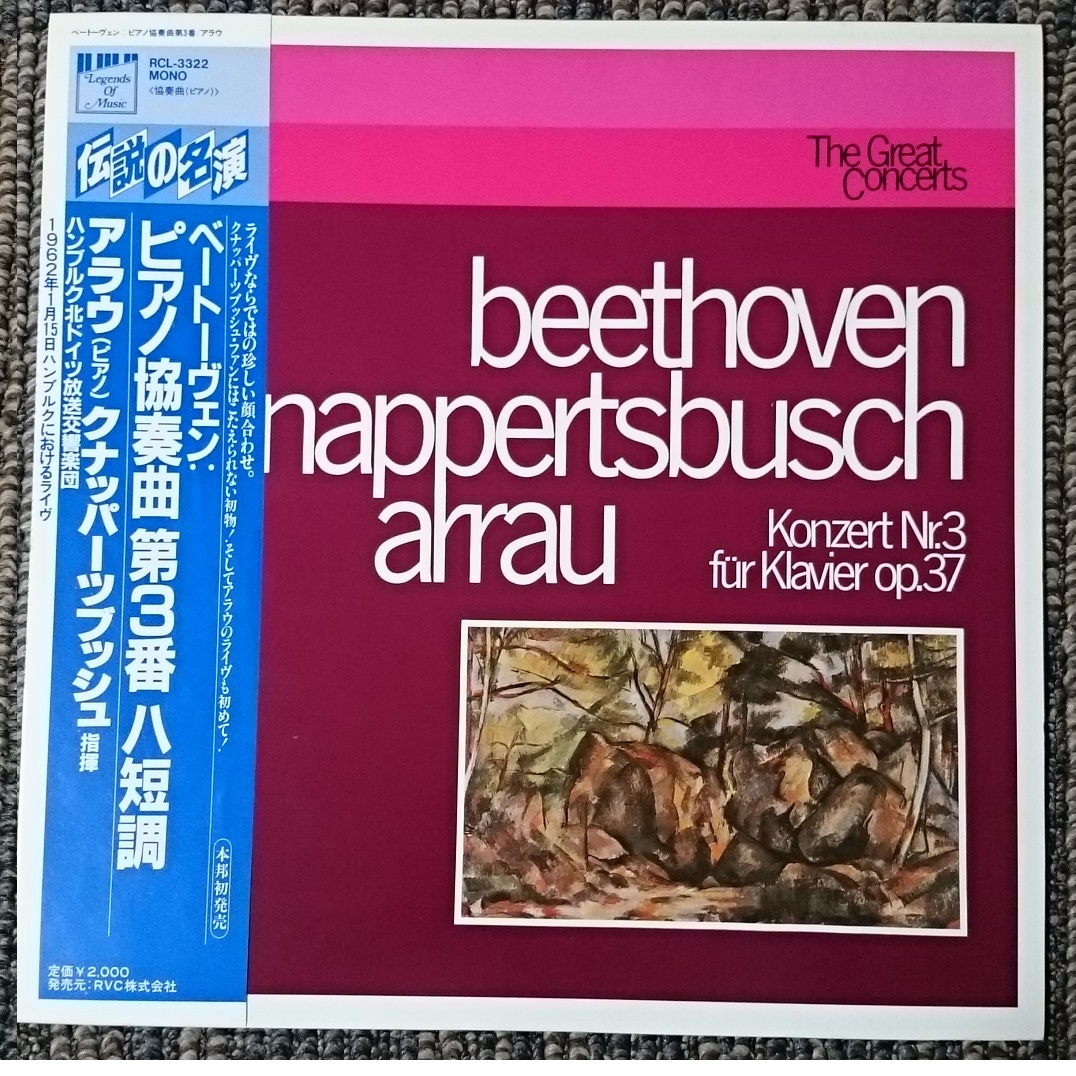 ベートーヴェン/ピアノ協奏曲第3番/アラウ
Legends
Of
Music
RCL-3322
MONO
〈協奏曲(ピアノ)〉
伝説の名演
ライヴならではの珍しい顔合わせ。
クナッパーツブッシュ・ファンにはこたえられない初物!そしてアラウのライヴも初めて!
本邦初発売
ベートーヴェン:
ピアノ協奏曲 第3番 ハ短調
アラウ(ピアノ) クナッパーツブッシュ 指揮
ハンブルク北ドイツ放送交響楽団
1962年1月15日 ハンブルクにおけるライヴ
定価¥2,000
発売元:RVC株式会社
The Great
Concerts
beethoven
nappertsbusch
arrau
Konzert Nr.3
für Klavier op.37